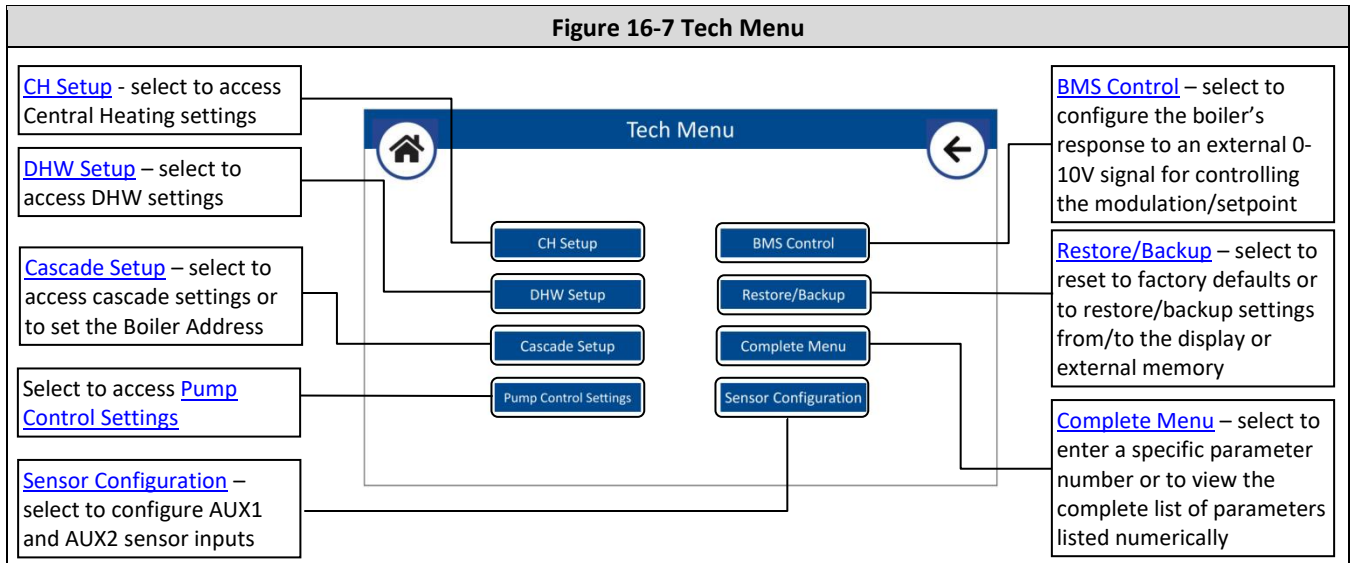 Figure 16-7 Tech Menu
CH Setup - select to access
Central Heating settings
DHW Setup – select to
access DHW settings
Cascade Setup – select to
access cascade settings or
to set the Boiler Address
Select to access Pump
Control Settings
Sensor Configuration –
select to configure AUX1
and AUX2 sensor inputs
Tech Menu
CH Setup
DHW Setup
Cascade Setup
Pump Control Settings
BMS Control
Restore/Backup
Complete Menu
Sensor Configuration
BMS Control – select to
configure the boiler’s
response to an external 0-
10V signal for controlling
the modulation/setpoint
Restore/Backup – select to
reset to factory defaults or
to restore/backup settings
from/to the display or
external memory
Complete Menu – select to
enter a specific parameter
number or to view the
complete list of parameters
listed numerically